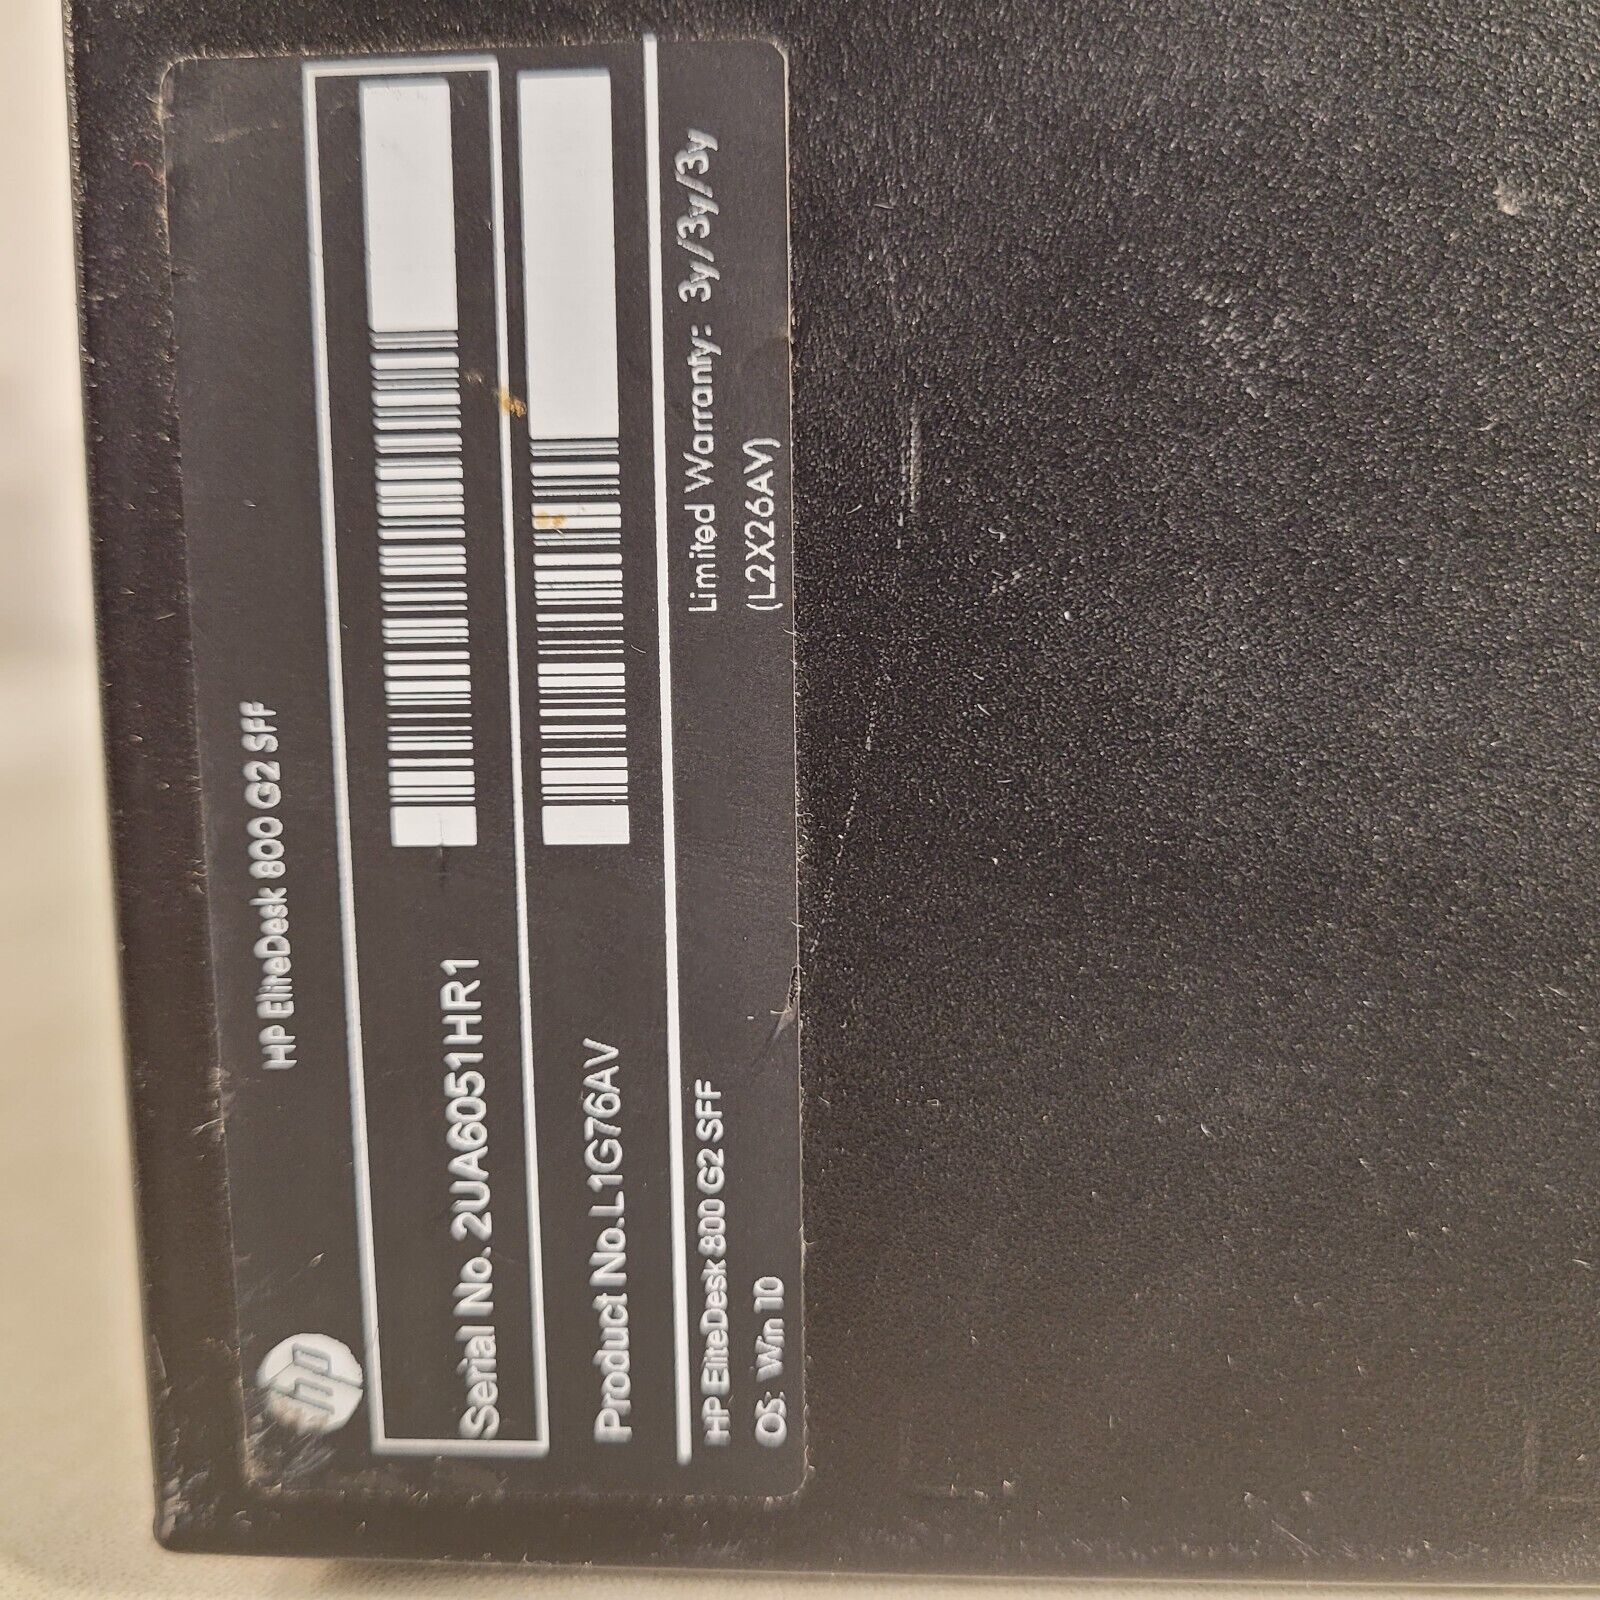 hp
HP EliteDesk 800 G2 SFF
Serial No. 2UA6051HR1
Product No.L1G76AV
HP EliteDesk 800 G2 SFF
Limited Warranty: 3y/3y/3y
OS: Win 10
(L2X26AV)